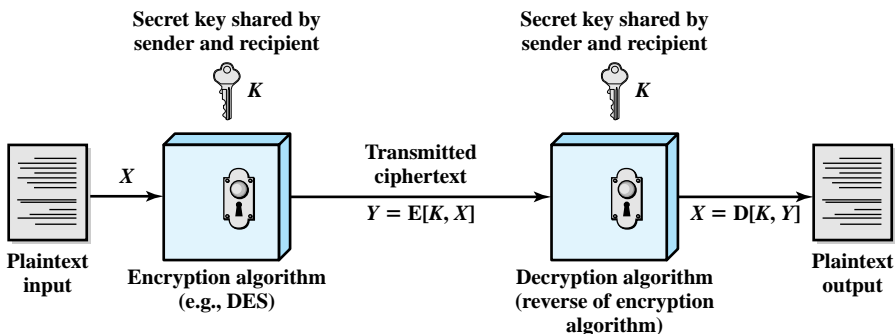 Secret key shared by
sender and recipient
K
Secret key shared by
sender and recipient
K
X
Transmitted
ciphertext
Y = E[K, X]
X = D[K, Y]
Plaintext
input
Encryption algorithm
(e.g., DES)
Decryption algorithm
(reverse of encryption
algorithm)
Plaintext
output